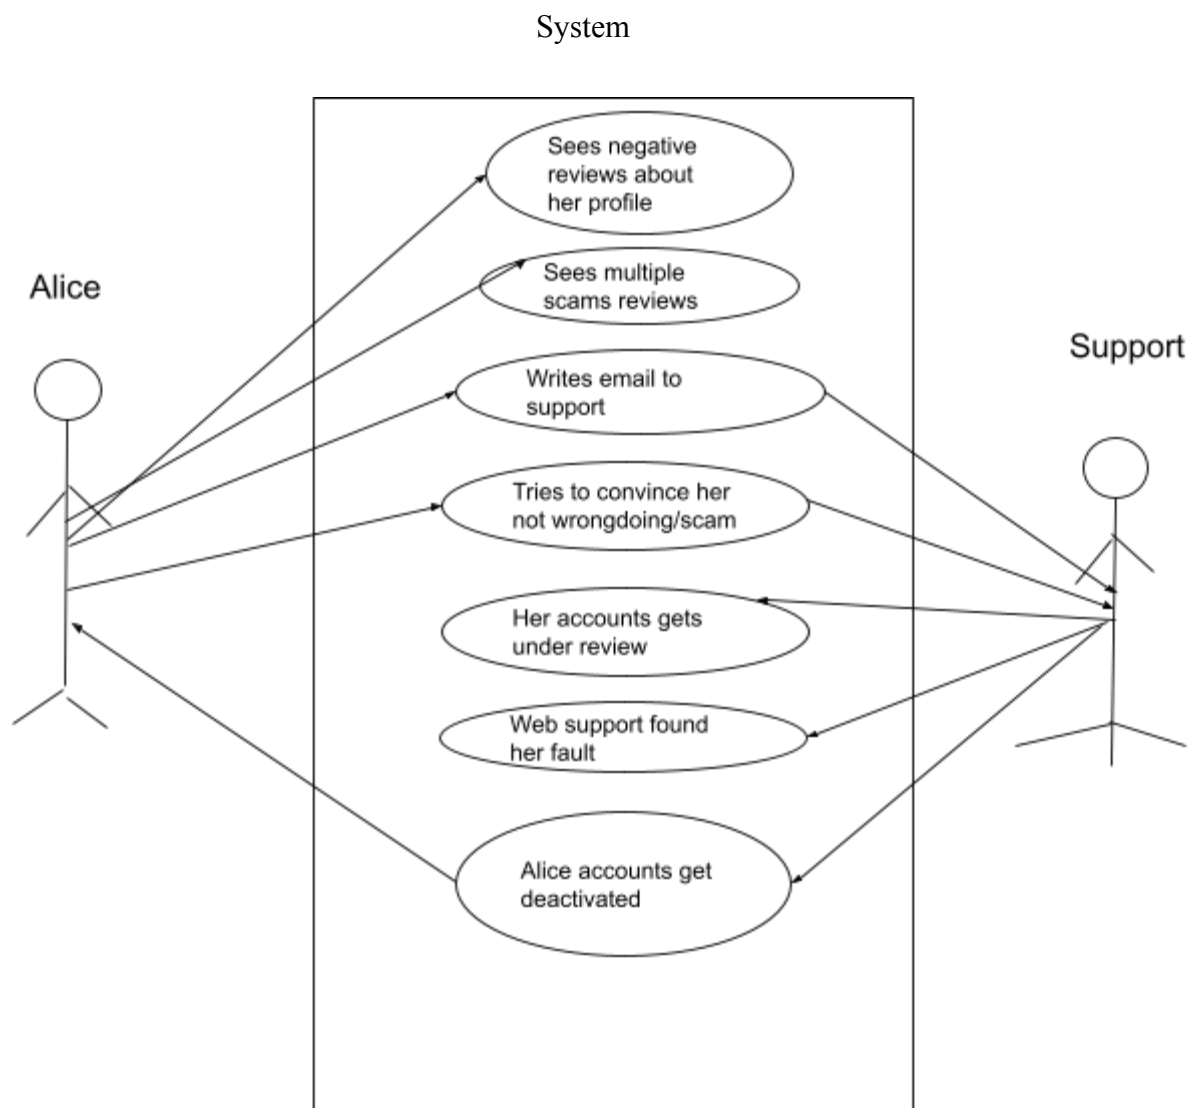 System
Sees negative
reviews about
her profile
Alice
Sees multiple
scams reviews
Support
Writes email to
support
Tries to convince her
not wrongdoing/scam
Her accounts gets
under review
Web support found
her fault
Alice accounts get
deactivated